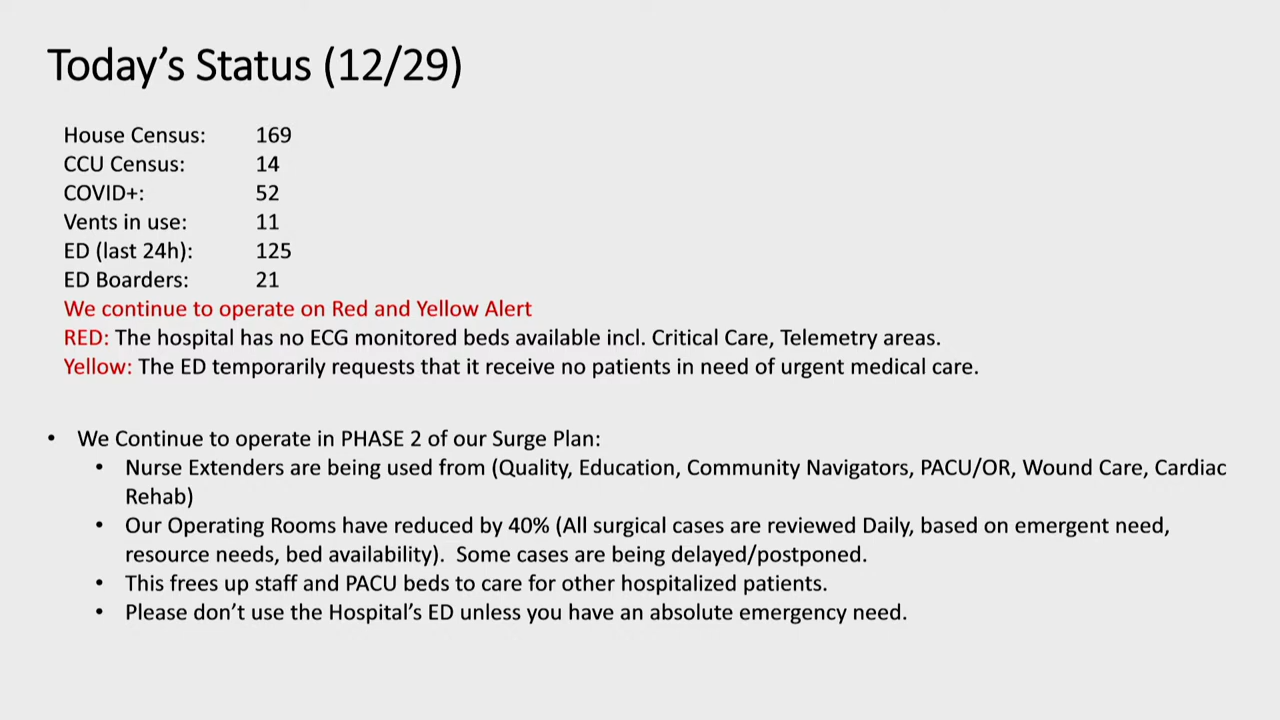 Today's Status (12/29)
House Census: 169
CCU Census: 14
COVID+: 52
Vents in use: 11
ED (last 24h): 125
ED Boarders: 21
We continue to operate on Red and Yellow Alert
RED: The hospital has no ECG monitored beds available incl. Critical Care, Telemetry areas.
Yellow: The ED temporarily requests that it receive no patients in need of urgent medical care.
• We Continue to operate in PHASE 2 of our Surge Plan:
• Nurse Extenders are being used from (Quality, Education, Community Navigators, PACU/OR, Wound Care, Cardiac
Rehab)
• Our Operating Rooms have reduced by 40% (All surgical cases are reviewed Daily, based on emergent need,
resource needs, bed availability).  Some cases are being delayed/postponed.
• This frees up staff and PACU beds to care for other hospitalized patients.
• Please don't use the Hospital's ED unless you have an absolute emergency need.